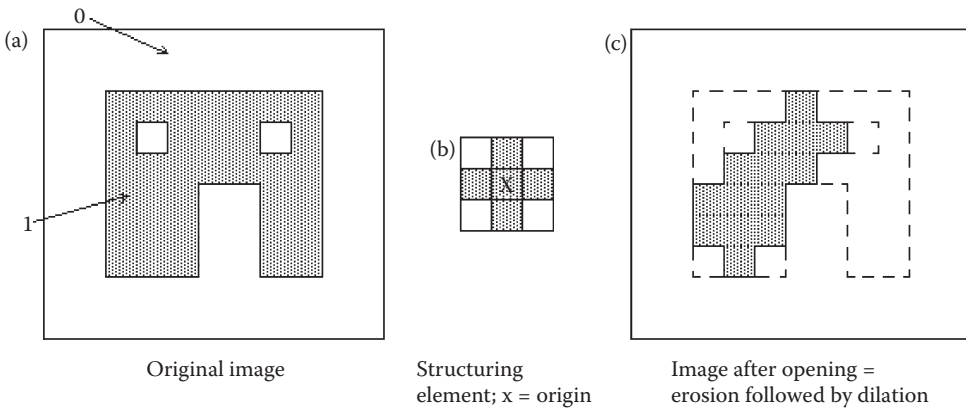 (a)
0
1
Original image
(b)
X
Structuring
element; x = origin
(c)
Image after opening =
erosion followed by dilation